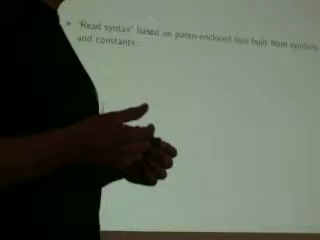 "Read syntax" based on paren-enclosed lists built from symbols
and constants.